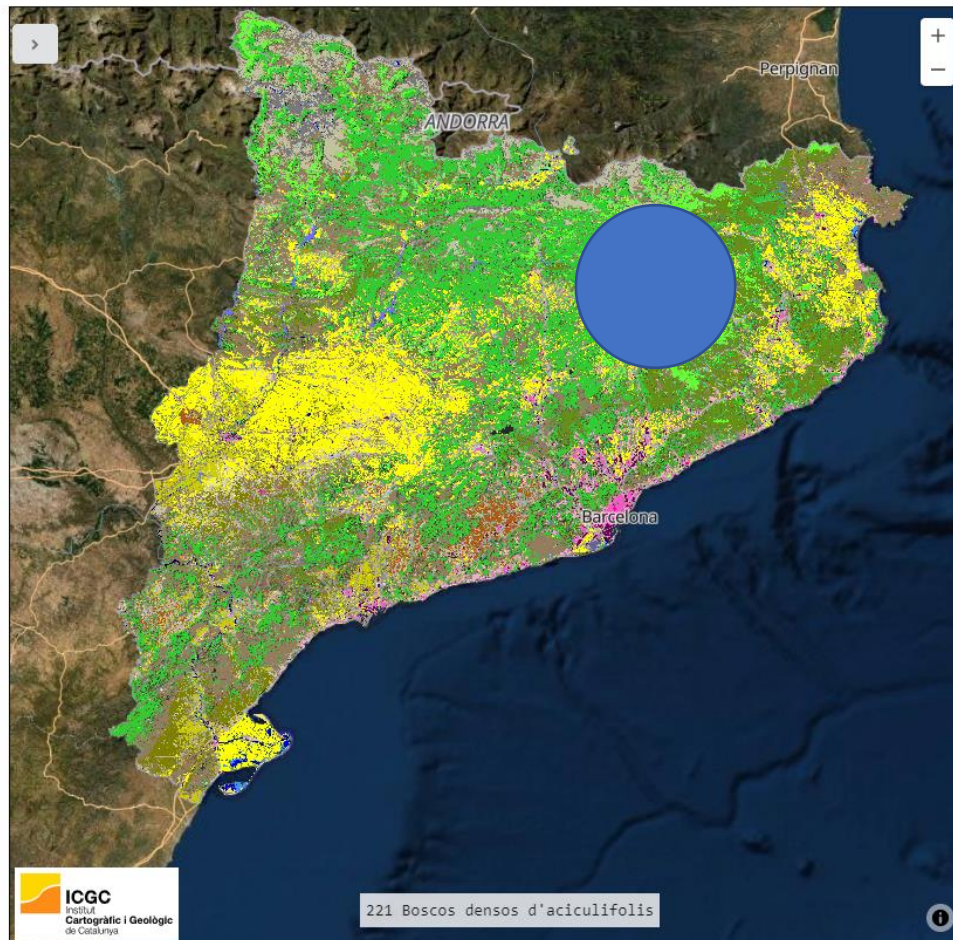 ›
+
Perpignan
−
ANDORRA
Barcelona
ICGC
Institut
Cartogràfic i Geològic
de Catalunya
221 Boscos densos d'aciculifolis
i